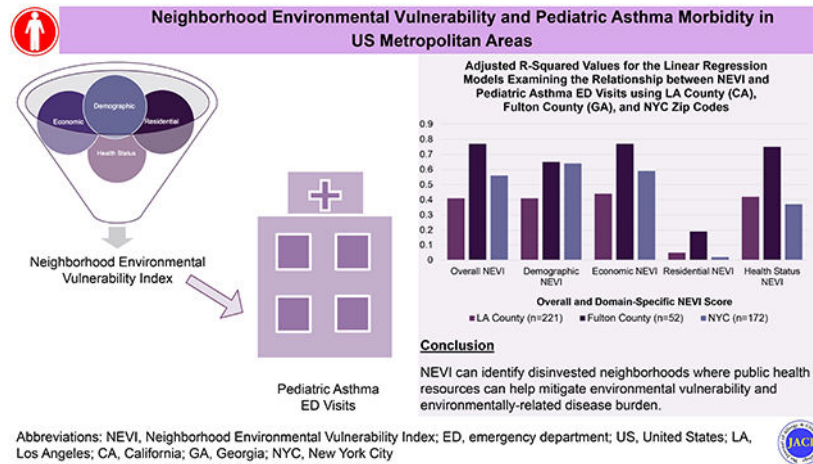 Neighborhood Environmental Vulnerability and Pediatric Asthma Morbidity in
US Metropolitan Areas
Demographic
Economic
Residential
Health Status
Neighborhood Environmental
Vulnerability Index
Pediatric Asthma
ED Visits
Adjusted R-Squared Values for the Linear Regression
Models Examining the Relationship between NEVI and
Pediatric Asthma ED Visits using LA County (CA),
Fulton County (GA), and NYC Zip Codes
0.9
0.8
0.7
0.6
0.5
0.4
0.3
0.2
0.1
0
Overall NEVI
Demographic
NEVI
Economic NEVI
Residential NEVI
Health Status
NEVI
Overall and Domain-Specific NEVI Score
LA County (n=221)
Fulton County (n=52)
NYC (n=172)
Conclusion
NEVI can identify disinvested neighborhoods where public health
resources can help mitigate environmental vulnerability and
environmentally-related disease burden.
Abbreviations: NEVI, Neighborhood Environmental Vulnerability Index; ED, emergency department; US, United States; LA,
Los Angeles; CA, California; GA, Georgia; NYC, New York City
JACI